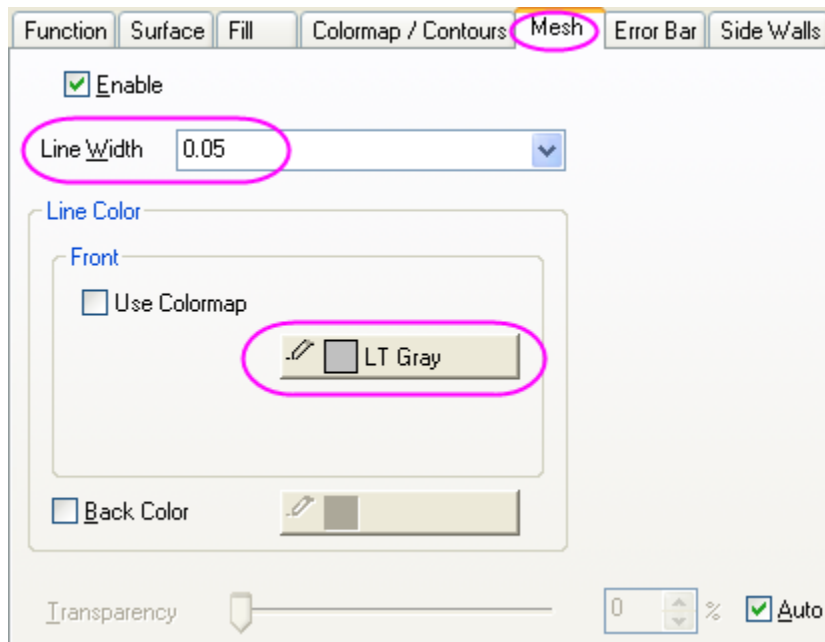 Function Surface Fill Colormap / Contours Mesh Error Bar Side Walls
Enable
Line Width 0.05
Line Color
Front
Use Colormap
LT Gray
Back Color
Transparency 0 % Auto